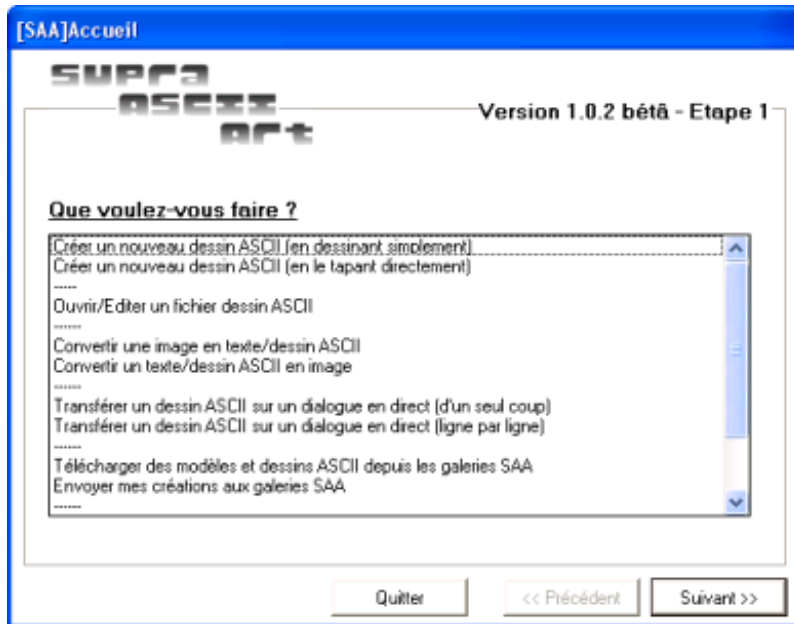 [SAA]Accueil
SUPRA
ASCII
Art
Version 1.0.2 bétâ - Etape 1
Que voulez-vous faire ?
Créer un nouveau dessin ASCII (en dessinant simplement)
Créer un nouveau dessin ASCII (en le tapant directement)
-----
Ouvrir/Editer un fichier dessin ASCII
------
Convertir une image en texte/dessin ASCII
Convertir un texte/dessin ASCII en image
------
Transférer un dessin ASCII sur un dialogue en direct (d'un seul coup)
Transférer un dessin ASCII sur un dialogue en direct (ligne par ligne)
------
Télécharger des modèles et dessins ASCII depuis les galeries SAA
Envoyer mes créations aux galeries SAA
------
Quitter
<< Précédent
Suivant >>